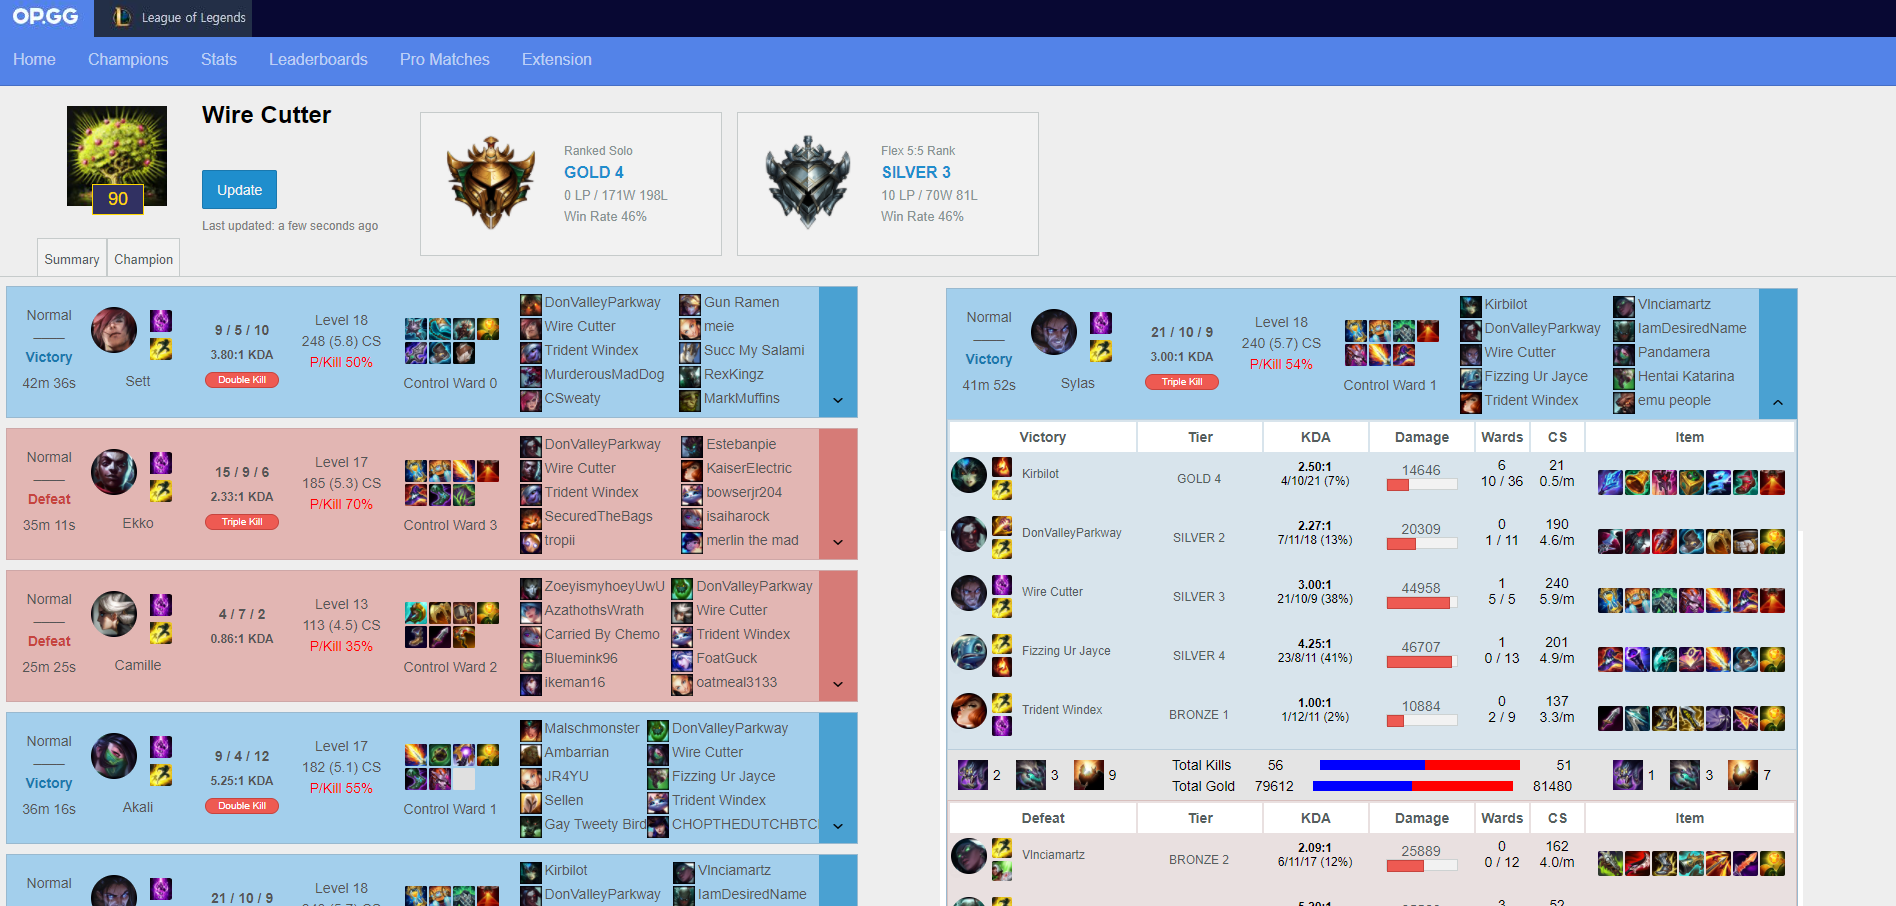 OP.GG
League of Legends
Home Champions Stats Leaderboards Pro Matches Extension
90
Wire Cutter
Update
Last updated: a few seconds ago
Summary Champion
Ranked Solo
GOLD 4
0 LP / 171W 198L
Win Rate 46%
Flex 5:5 Rank
SILVER 3
10 LP / 70W 81L
Win Rate 46%
Normal
Victory
42m 36s
Sett
9 / 5 / 10
3.80:1 KDA
Double Kill
Level 18
248 (5.8) CS
P/Kill 50%
Control Ward 0
DonValleyParkway
Wire Cutter
Trident Windex
MurderousMadDog
CSweaty
Gun Ramen
meie
Succ My Salami
RexKingz
MarkMuffins
Normal
Defeat
35m 11s
Ekko
15 / 9 / 6
2.33:1 KDA
Triple Kill
Level 17
185 (5.3) CS
P/Kill 70%
Control Ward 3
DonValleyParkway
Wire Cutter
Trident Windex
SecuredTheBags
tropii
Estebanpie
KaiserElectric
bowserjr204
isaiharock
merlin the mad
Normal
Defeat
25m 25s
Camille
4 / 7 / 2
0.86:1 KDA
Level 13
113 (4.5) CS
P/Kill 35%
Control Ward 2
ZoeyismyhoeyUwU
AzathothsWrath
Carried By Chemo
Bluemink96
ikeman16
DonValleyParkway
Wire Cutter
Trident Windex
FoatGuck
oatmeal3133
Normal
Victory
36m 16s
Akali
9 / 4 / 12
5.25:1 KDA
Double Kill
Level 17
182 (5.1) CS
P/Kill 55%
Control Ward 1
Malschmonster
Ambarrian
JR4YU
Sellen
Gay Tweety Bird
DonValleyParkway
Wire Cutter
Fizzing Ur Jayce
Trident Windex
CHOPTHEDUTCHBTC
Normal
21 / 10 / 9
Level 18
Kirbilot
DonValleyParkway
VInciamartz
IamDesiredName
Normal
Victory
41m 52s
Sylas
21 / 10 / 9
3.00:1 KDA
Triple Kill
Level 18
240 (5.7) CS
P/Kill 54%
Control Ward 1
Kirbilot
DonValleyParkway
Wire Cutter
Fizzing Ur Jayce
Trident Windex
VInciamartz
IamDesiredName
Pandamera
Hentai Katarina
emu people
Victory Tier KDA Damage Wards CS Item
Kirbilot GOLD 4 2.50:1 14646 6 21
4/10/21 (7%) 10 / 36 0.5/m
DonValleyParkway SILVER 2 2.27:1 20309 0 190
7/11/18 (13%) 1 / 11 4.6/m
Wire Cutter SILVER 3 3.00:1 44958 1 240
21/10/9 (38%) 5 / 5 5.9/m
Fizzing Ur Jayce SILVER 4 4.25:1 46707 1 201
23/8/11 (41%) 0 / 13 4.9/m
Trident Windex BRONZE 1 1.00:1 10884 0 137
1/12/11 (2%) 2 / 9 3.3/m
2 3 9 Total Kills 56 51 1 3 7
Total Gold 79612 81480
Defeat Tier KDA Damage Wards CS Item
VInciamartz BRONZE 2 2.09:1 25889 0 162
6/11/17 (12%) 0 / 12 4.0/m